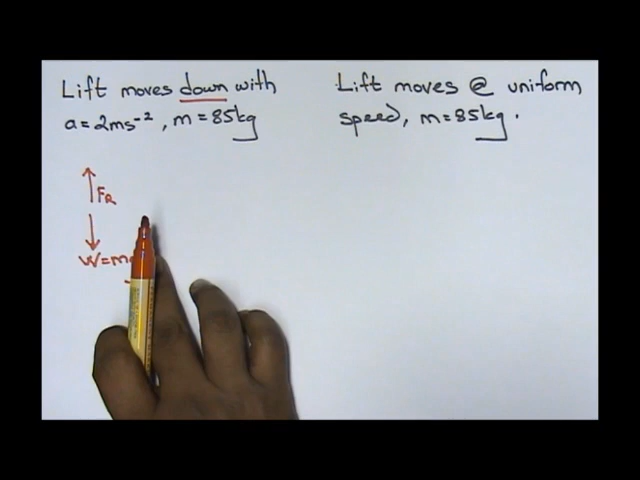 Lift moves down with
a = 2ms⁻², m = 85kg
Lift moves @ uniform
speed, m = 85kg.
FR